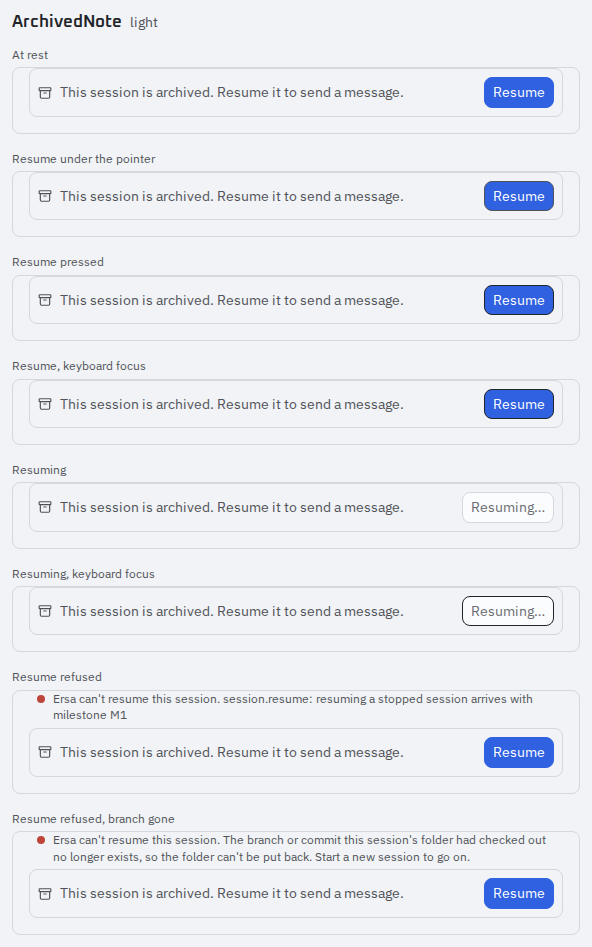 ArchivedNote light
At rest
This session is archived. Resume it to send a message. Resume
Resume under the pointer
This session is archived. Resume it to send a message. Resume
Resume pressed
This session is archived. Resume it to send a message. Resume
Resume, keyboard focus
This session is archived. Resume it to send a message. Resume
Resuming
This session is archived. Resume it to send a message. Resuming...
Resuming, keyboard focus
This session is archived. Resume it to send a message. Resuming...
Resume refused
Ersa can't resume this session. session.resume: resuming a stopped session arrives with
milestone M1
This session is archived. Resume it to send a message. Resume
Resume refused, branch gone
Ersa can't resume this session. The branch or commit this session's folder had checked out
no longer exists, so the folder can't be put back. Start a new session to go on.
This session is archived. Resume it to send a message. Resume